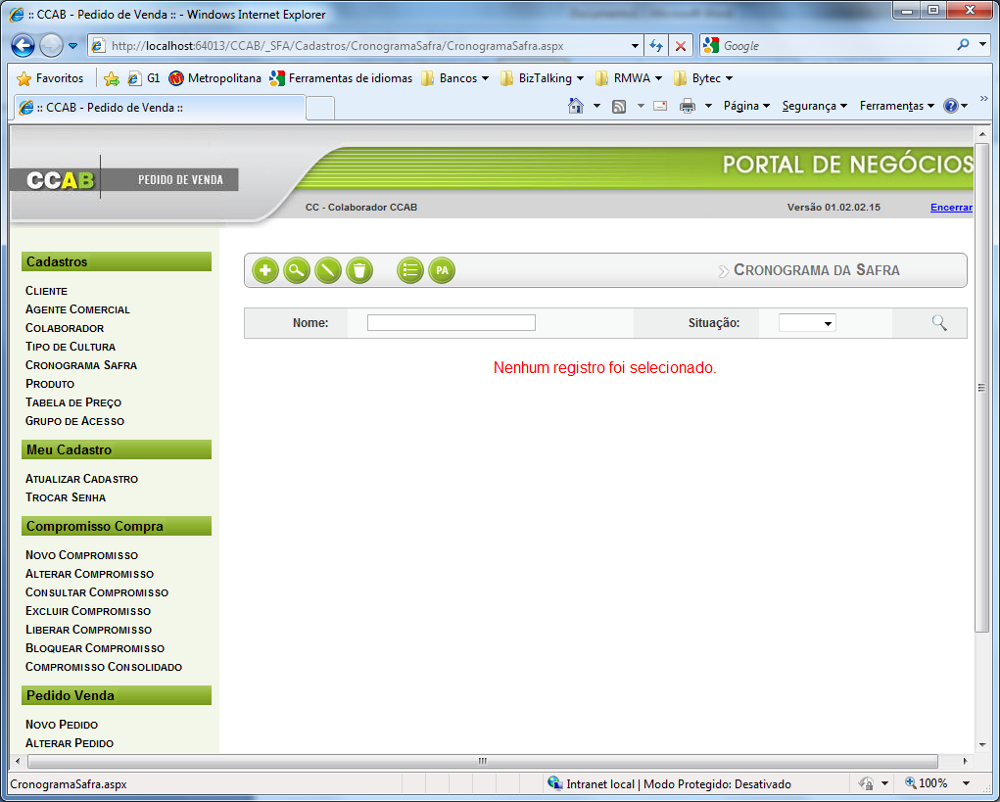 :: CCAB - Pedido de Venda :: - Windows Internet Explorer
http://localhost:64013/CCAB/_SFA/Cadastros/CronogramaSafra/CronogramaSafra.aspx
Google
Favoritos
G1
Metropolitana
Ferramentas de idiomas
Bancos
BizTalking
RMWA
Bytec
:: CCAB - Pedido de Venda ::
Página
Segurança
Ferramentas
»
CCAB
PEDIDO DE VENDA
PORTAL DE NEGÓCIOS
CC - Colaborador CCAB
Versão 01.02.02.15
Encerrar
Cadastros
CLIENTE
AGENTE COMERCIAL
COLABORADOR
TIPO DE CULTURA
CRONOGRAMA SAFRA
PRODUTO
TABELA DE PREÇO
GRUPO DE ACESSO
Meu Cadastro
ATUALIZAR CADASTRO
TROCAR SENHA
Compromisso Compra
NOVO COMPROMISSO
ALTERAR COMPROMISSO
CONSULTAR COMPROMISSO
EXCLUIR COMPROMISSO
LIBERAR COMPROMISSO
BLOQUEAR COMPROMISSO
COMPROMISSO CONSOLIDADO
Pedido Venda
NOVO PEDIDO
ALTERAR PEDIDO
PA
CRONOGRAMA DA SAFRA
Nome:
Situação:
Nenhum registro foi selecionado.
CronogramaSafra.aspx
Intranet local | Modo Protegido: Desativado
100%